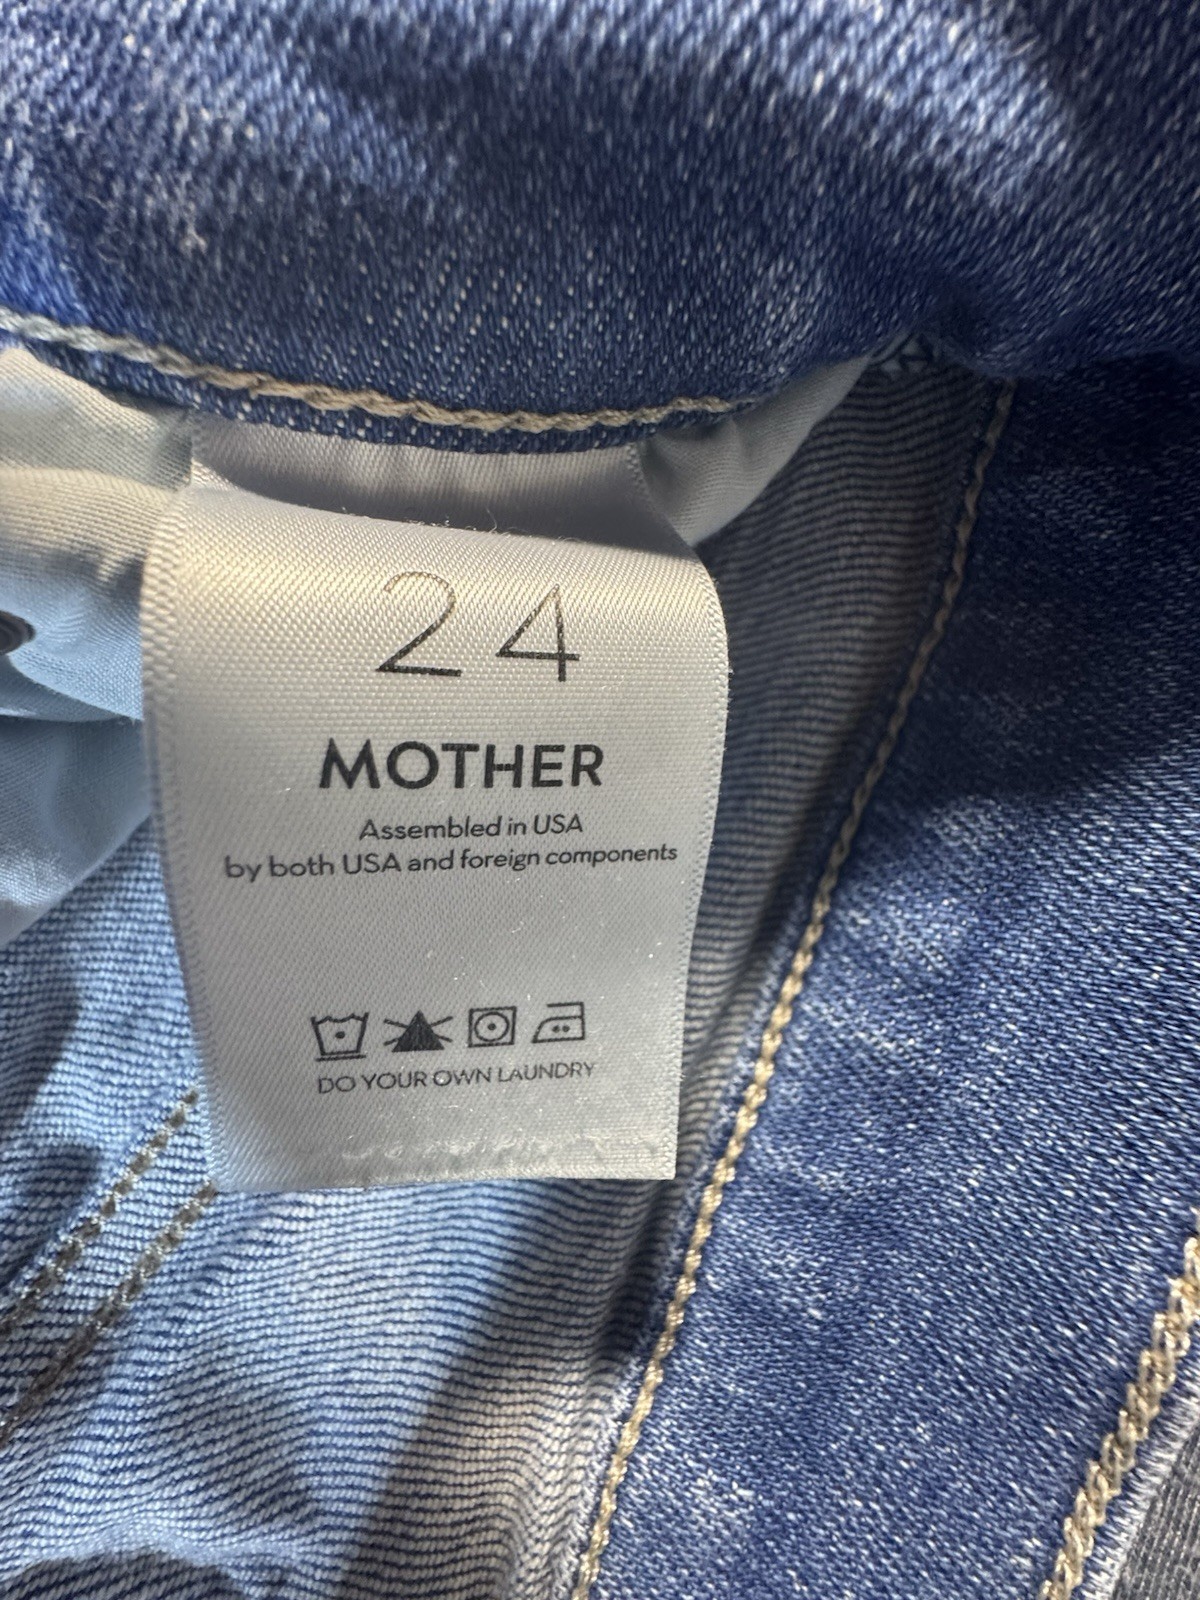 24
MOTHER
Assembled in USA
by both USA and foreign components
DO YOUR OWN LAUNDRY